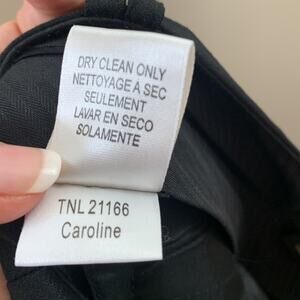 DRY CLEAN ONLY
NETTOYAGE A SEC
SEULEMENT
LAVAR EN SECO
SOLAMENTE
TNL 21166
Caroline